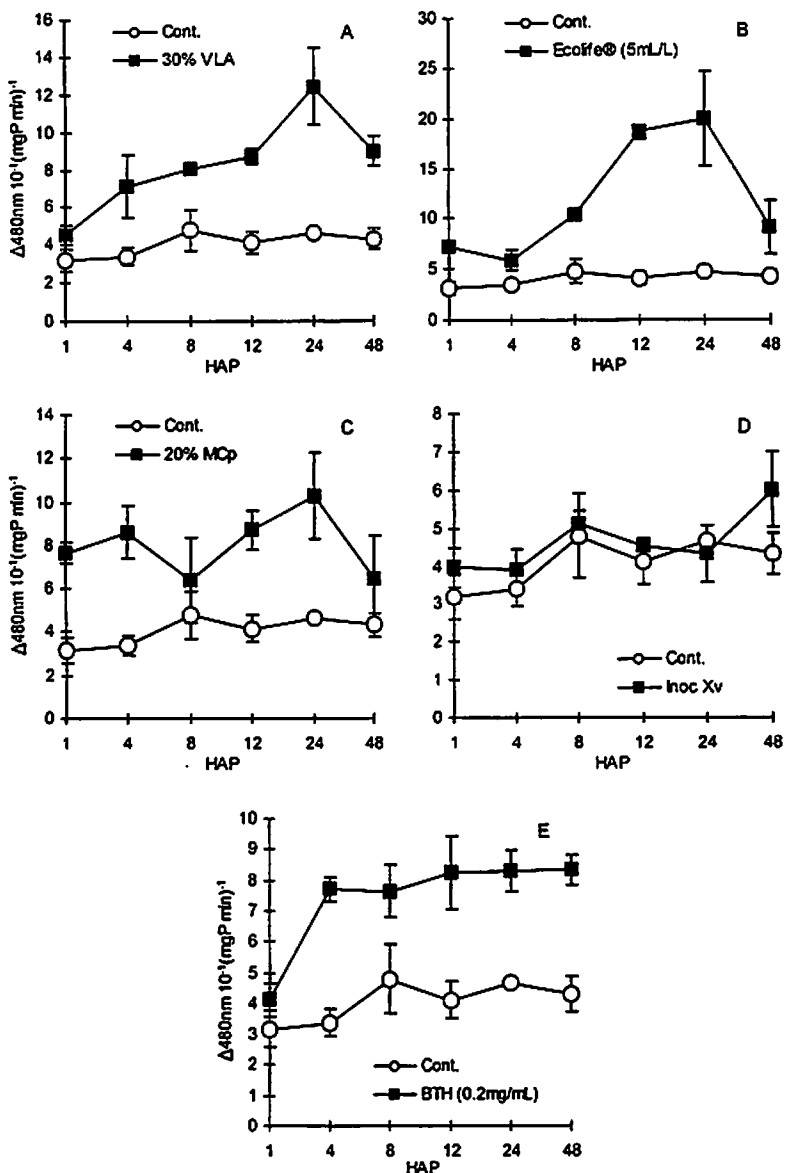 A
Cont.
30% VLA
Δ480nm 10⁻¹(mgP min)⁻¹
16
14
12
10
8
6
4
2
0
1 4 8 12 24 48
HAP
B
Cont.
Ecolife® (5mL/L)
30
25
20
15
10
5
0
1 4 8 12 24 48
HAP
C
Cont.
20% MCp
Δ480nm 10⁻¹(mgP min)⁻¹
14
12
10
8
6
4
2
0
1 4 8 12 24 48
HAP
D
8
7
6
5
4
3
2
1
0
Cont.
Inoc Xv
1 4 8 12 24 48
HAP
E
Δ480nm 10⁻¹(mgP min)⁻¹
10
9
8
7
6
5
4
3
2
1
0
Cont.
BTH (0.2mg/mL)
1 4 8 12 24 48
HAP